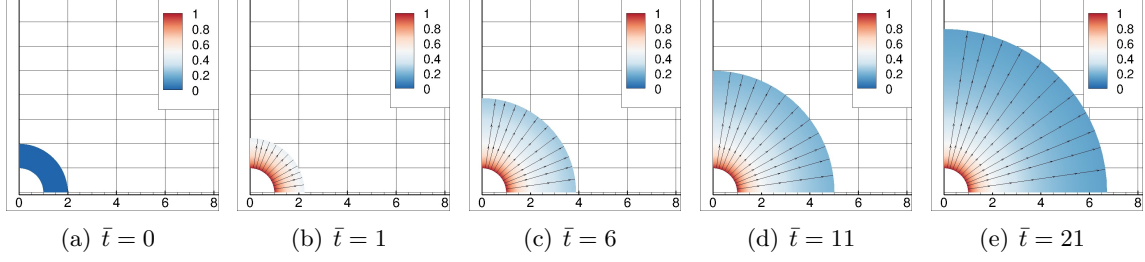 1 1 1 1 1
0.8 0.8 0.8 0.8 0.8
0.6 0.6 0.6 0.6 0.6
0.4 0.4 0.4 0.4 0.4
0.2 0.2 0.2 0.2 0.2
0 0 0 0 0
0 2 4 6 8 0 2 4 6 8 0 2 4 6 8 0 2 4 6 8 0 2 4 6 8
(a) t̄ = 0 (b) t̄ = 1 (c) t̄ = 6 (d) t̄ = 11 (e) t̄ = 21